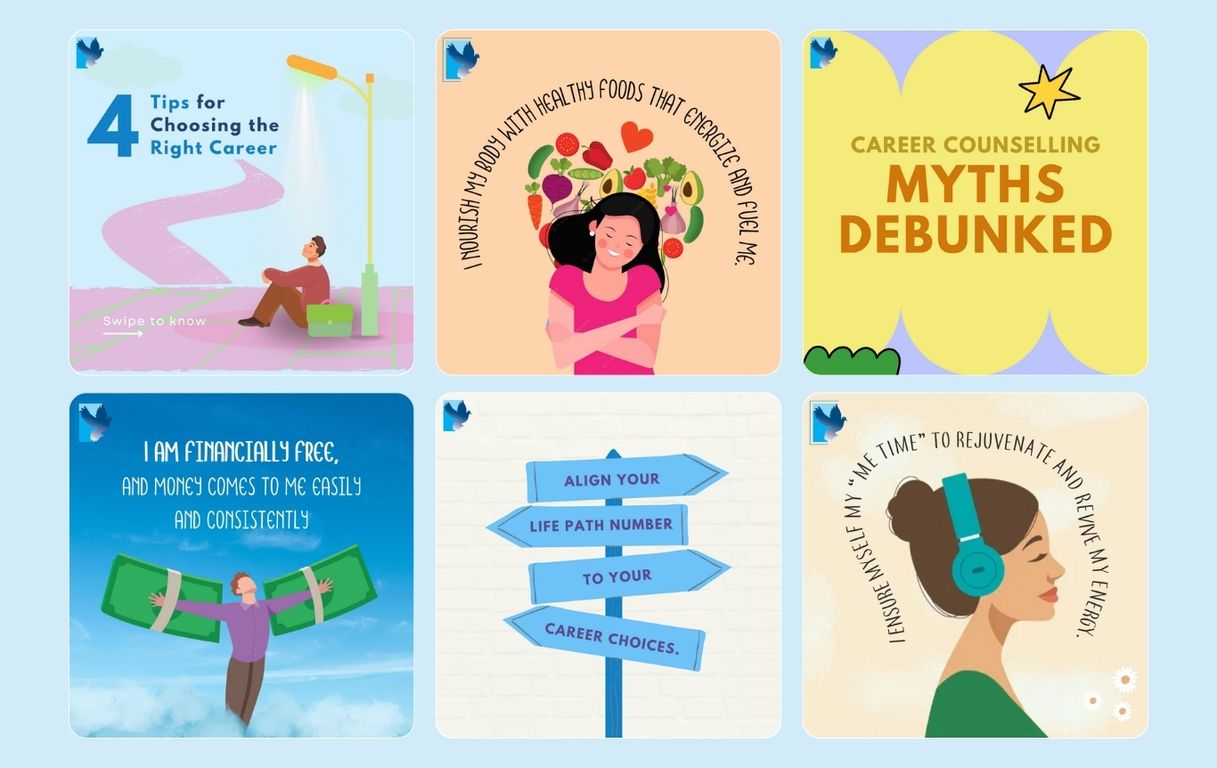 4
Tips for
Choosing the
Right Career
Swipe to know
I NOURISH MY BODY WITH HEALTHY FOODS THAT ENERGIZE AND FUEL ME.
CAREER COUNSELLING
MYTHS
DEBUNKED
I AM FINANCIALLY FREE,
AND MONEY COMES TO ME EASILY
AND CONSISTENTLY
ALIGN YOUR
LIFE PATH NUMBER
TO YOUR
CAREER CHOICES.
I ENSURE MYSELF MY “ME TIME” TO REJUVENATE AND REVIVE MY ENERGY.